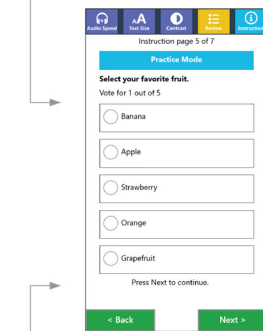 Audio Speed
AA
Text Size
Contrast
Review
Instructions
Instruction page 5 of 7
Practice Mode
Select your favorite fruit.
Vote for 1 out of 5
Banana
Apple
Strawberry
Orange
Grapefruit
Press Next to continue.
< Back
Next >